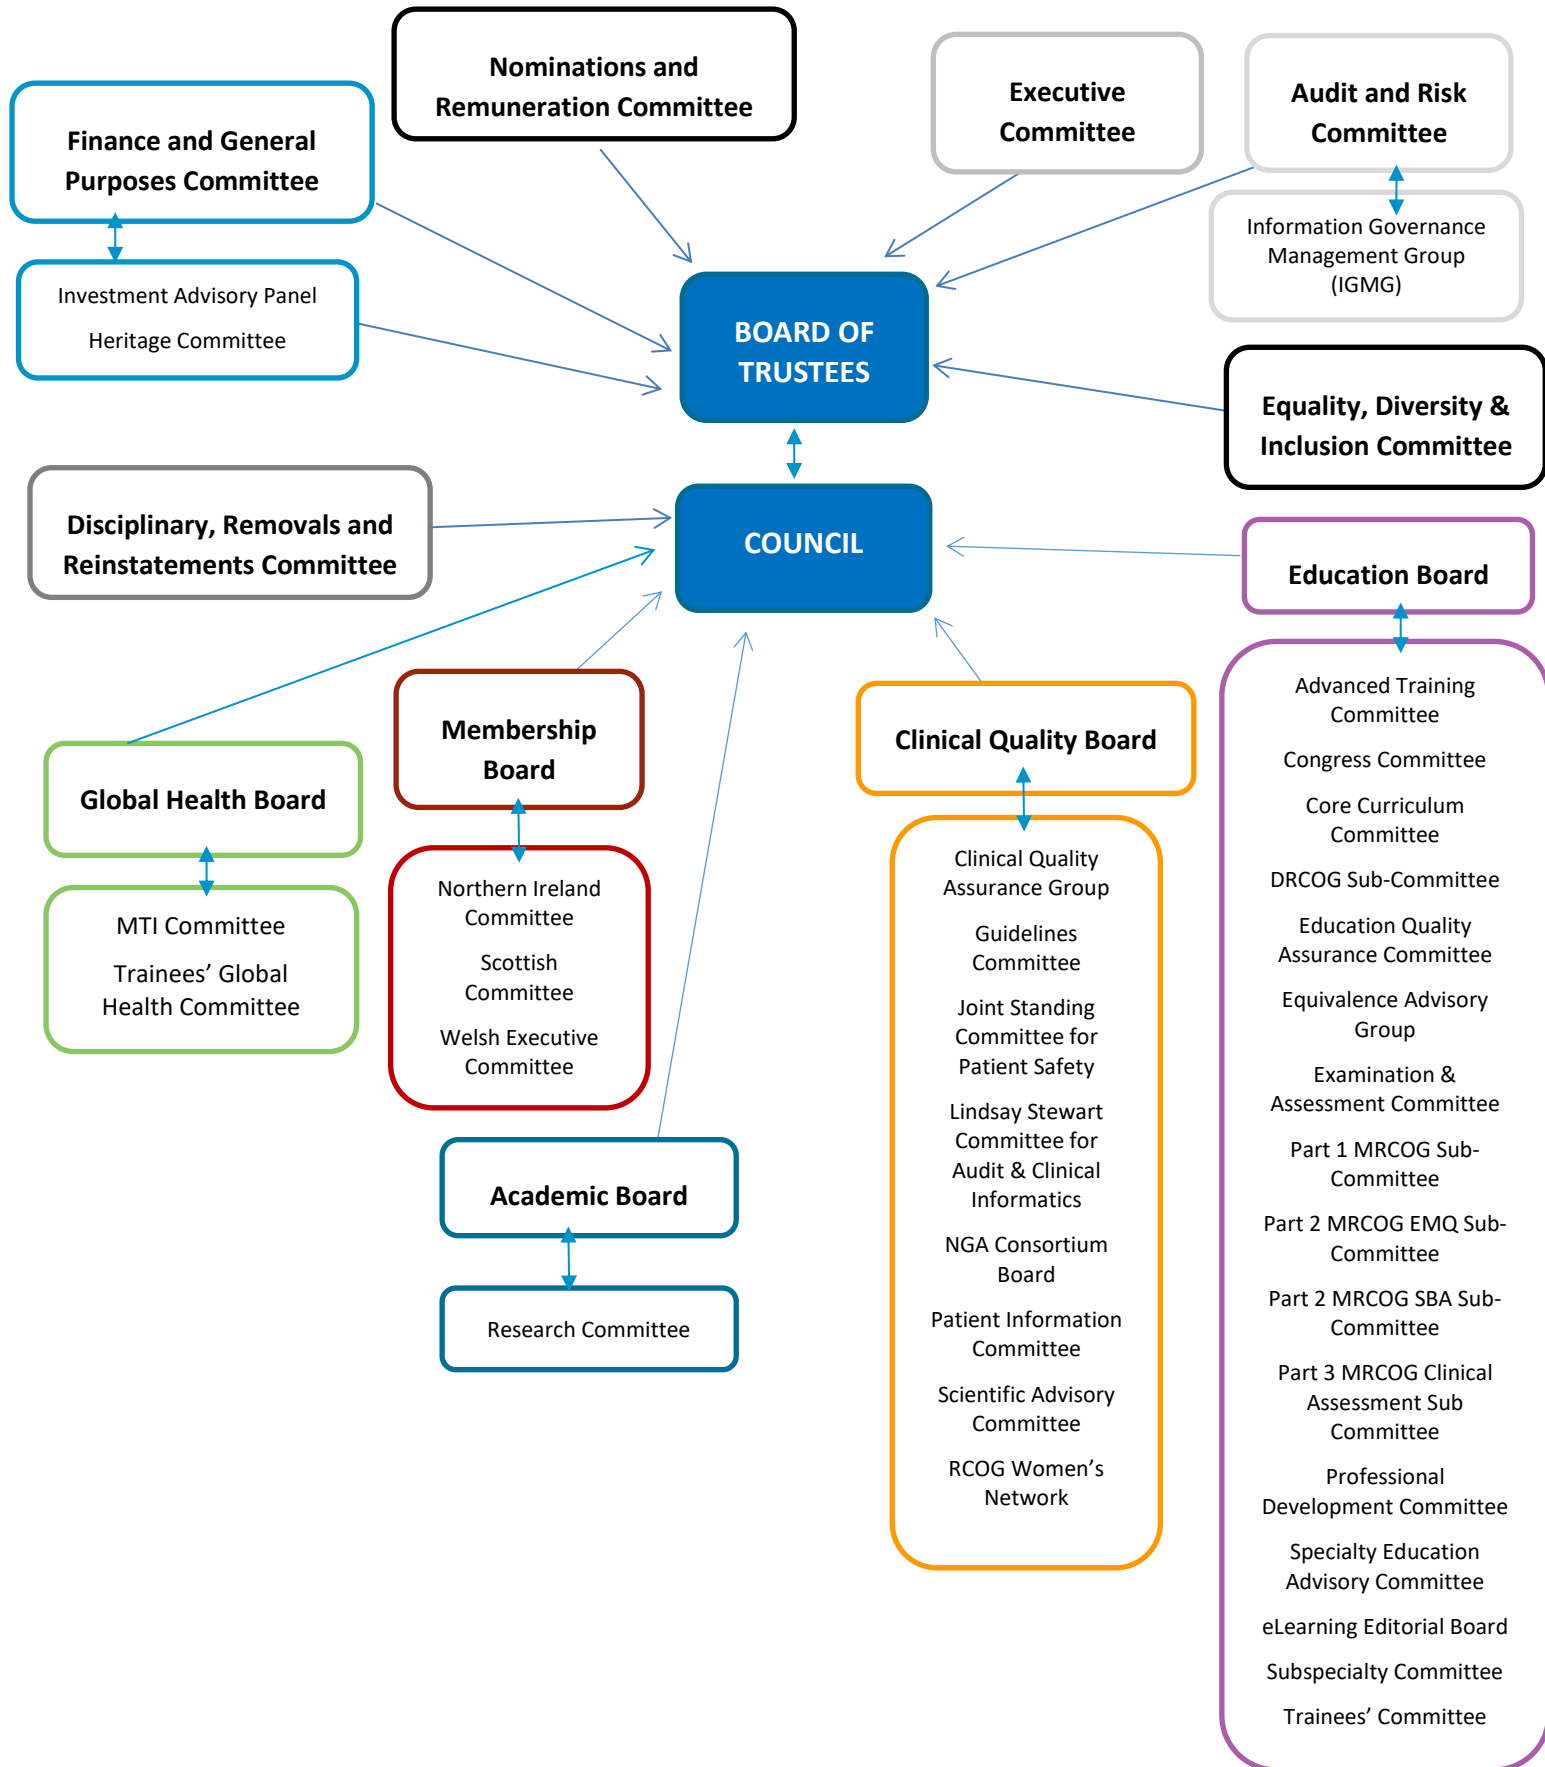 Nominations and
Remuneration Committee
Executive
Committee
Audit and Risk
Committee
Finance and General
Purposes Committee
Information Governance
Management Group
(IGMG)
Investment Advisory Panel
Heritage Committee
BOARD OF
TRUSTEES
Equality, Diversity &
Inclusion Committee
Disciplinary, Removals and
Reinstatements Committee
COUNCIL
Education Board
Membership
Board
Clinical Quality Board
Global Health Board
MTI Committee
Trainees’ Global
Health Committee
Northern Ireland
Committee
Scottish
Committee
Welsh Executive
Committee
Academic Board
Research Committee
Clinical Quality
Assurance Group
Guidelines
Committee
Joint Standing
Committee for
Patient Safety
Lindsay Stewart
Committee for
Audit & Clinical
Informatics
NGA Consortium
Board
Patient Information
Committee
Scientific Advisory
Committee
RCOG Women’s
Network
Advanced Training
Committee
Congress Committee
Core Curriculum
Committee
DRCOG Sub-Committee
Education Quality
Assurance Committee
Equivalence Advisory
Group
Examination &
Assessment Committee
Part 1 MRCOG Sub-
Committee
Part 2 MRCOG EMQ Sub-
Committee
Part 2 MRCOG SBA Sub-
Committee
Part 3 MRCOG Clinical
Assessment Sub
Committee
Professional
Development Committee
Specialty Education
Advisory Committee
eLearning Editorial Board
Subspecialty Committee
Trainees’ Committee